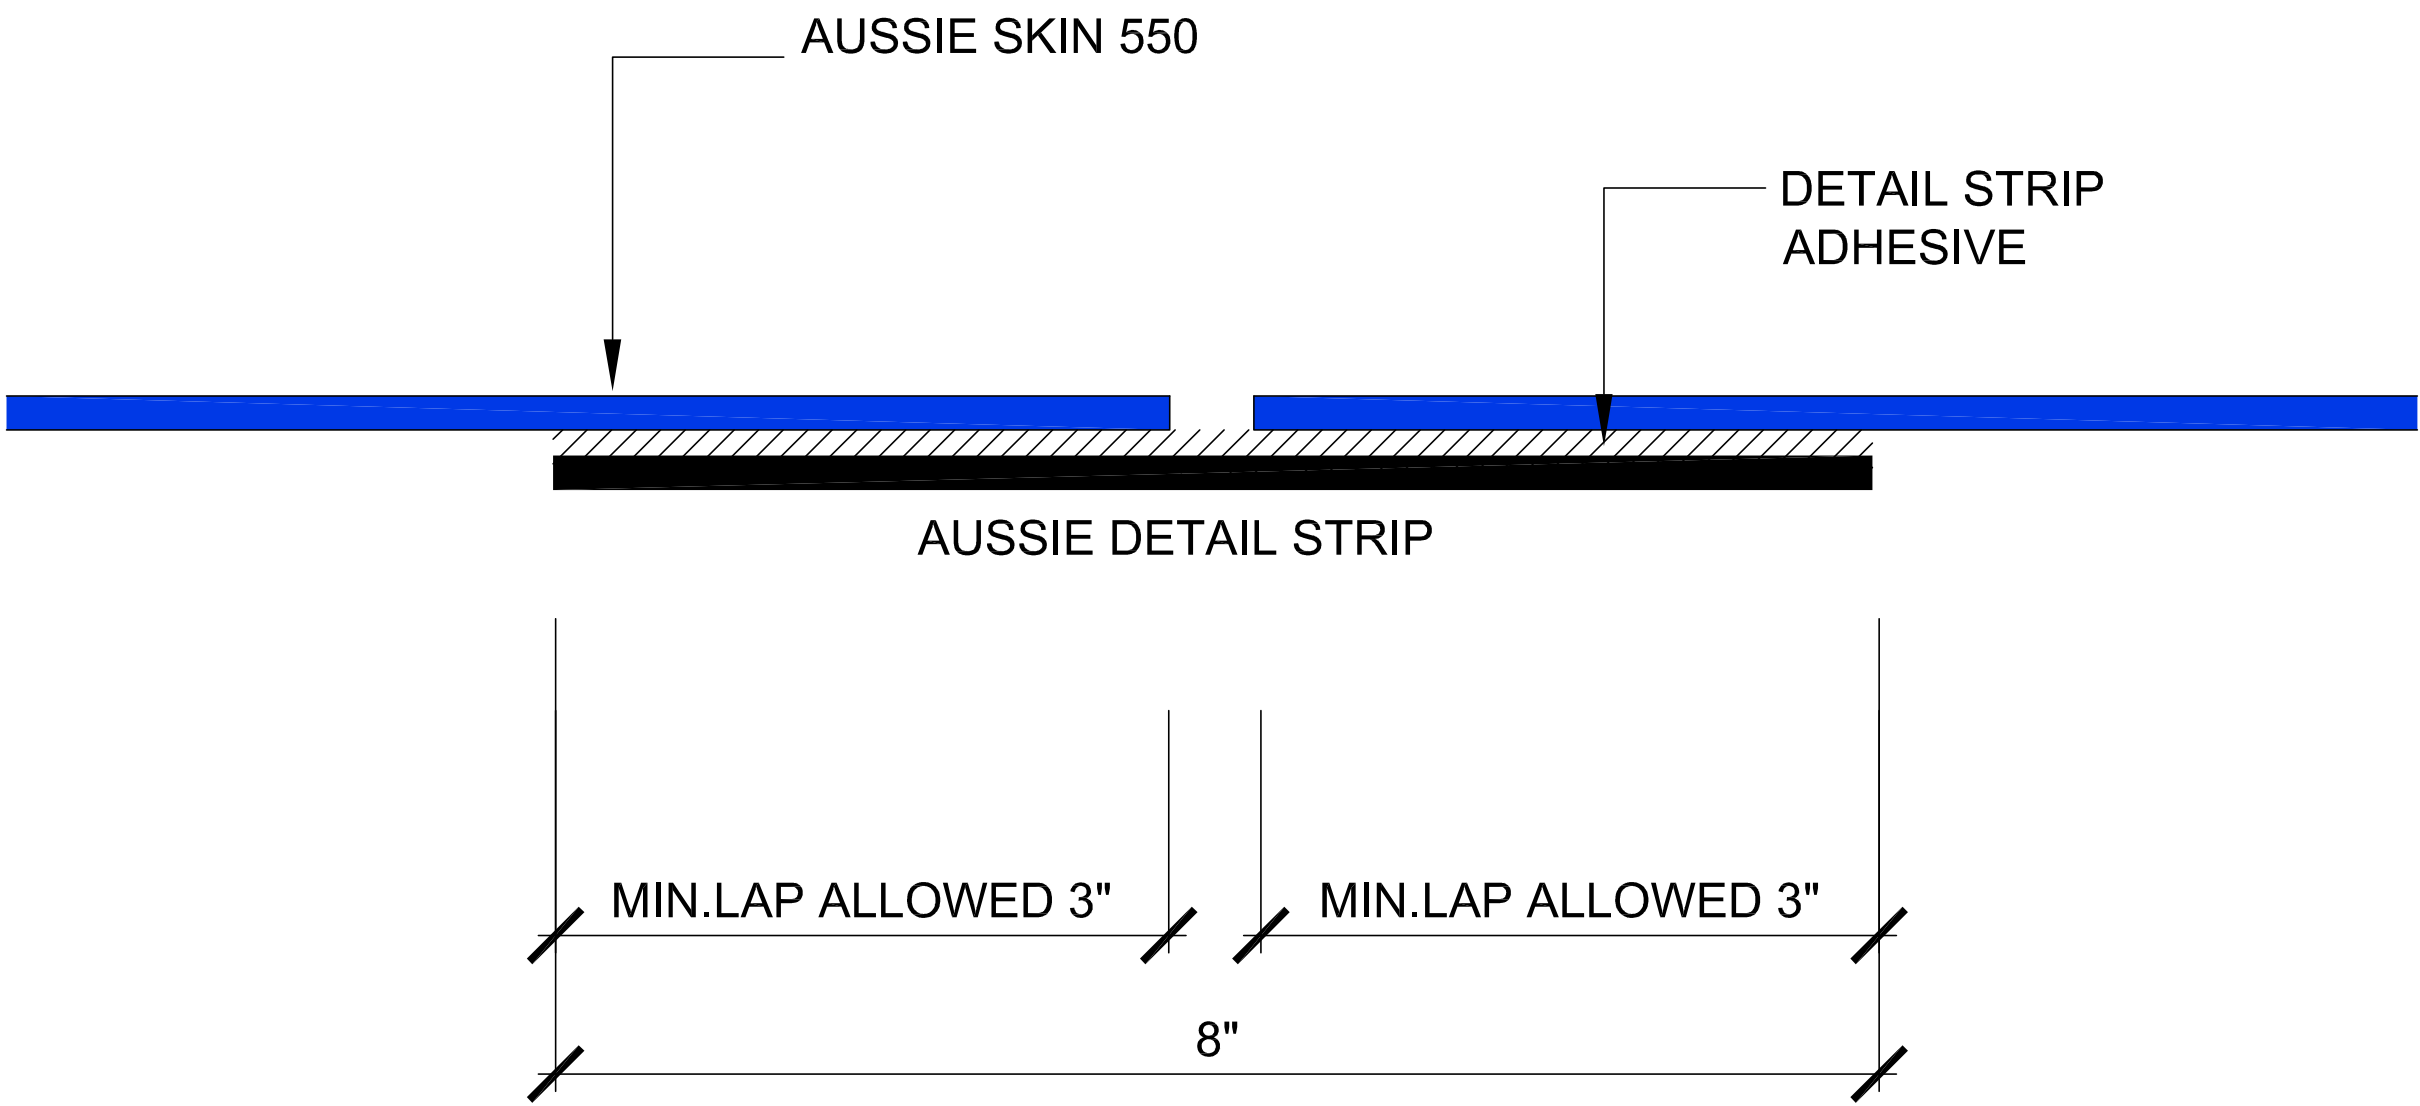 AUSSIE SKIN 550
DETAIL STRIP
ADHESIVE
AUSSIE DETAIL STRIP
MIN.LAP ALLOWED 3"
MIN.LAP ALLOWED 3"
8"